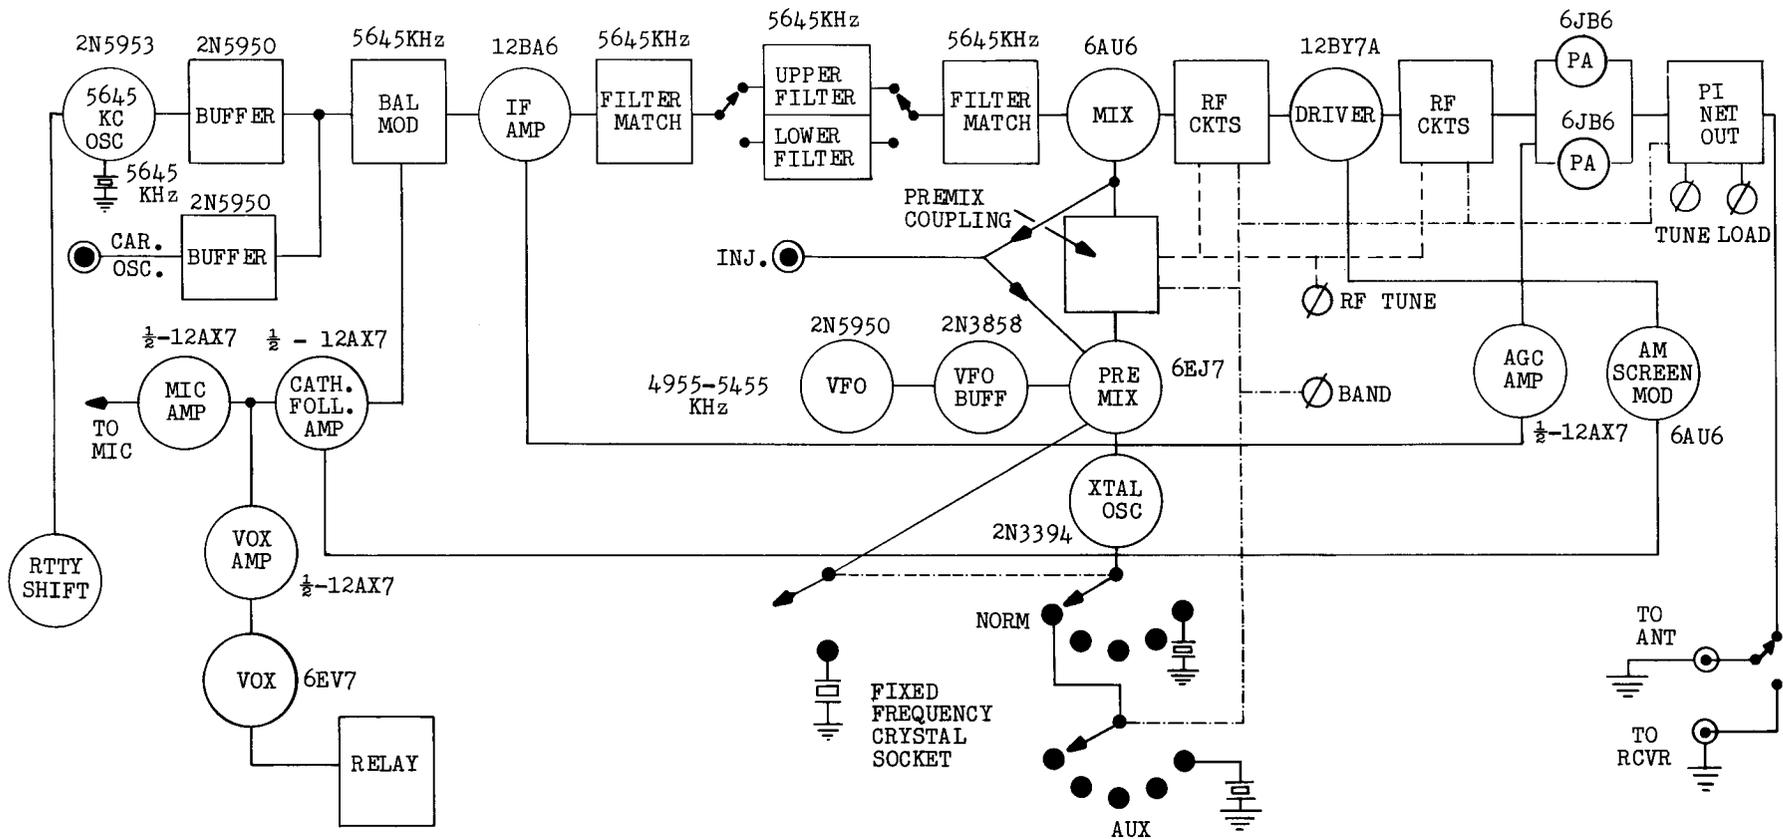 5645KHz
2N5953
2N5950
5645KHz
12BA6
5645KHz
5645KHz
6AU6
12BY7A
6JB6
5645
KC
OSC
BUFFER
BAL
MOD
IF
AMP
FILTER
MATCH
UPPER
FILTER
LOWER
FILTER
FILTER
MATCH
MIX
RF
CKTS
DRIVER
RF
CKTS
PA
6JB6
PA
PI
NET
OUT
5645
KHz
2N5950
CAR.
OSC.
BUFFER
PREMIX
COUPLING
INJ.
TUNE LOAD
RF TUNE
½-12AX7
½ - 12AX7
2N5950
2N3858
MIC
AMP
CATH.
FOLL.
AMP
TO
MIC
4955-5455
KHz
VFO
VFO
BUFF
PRE
MIX
6EJ7
BAND
AGC
AMP
½-12AX7
AM
SCREEN
MOD
6AU6
XTAL
OSC
2N3394
RTTY
SHIFT
VOX
AMP
½-12AX7
VOX
6EV7
RELAY
NORM
FIXED
FREQUENCY
CRYSTAL
SOCKET
AUX
TO
ANT
TO
RCVR